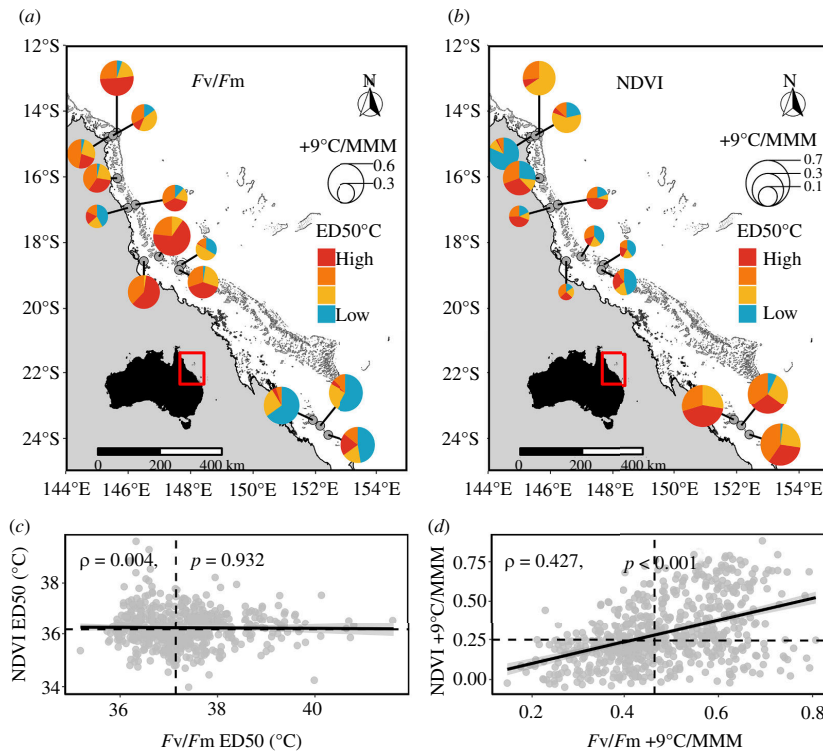 (a)
(b)
12°S
14°S
16°S
18°S
20°S
22°S
24°S
Fv/Fm
N
+9°C/MMM
0.6
0.3
ED50°C
High
Low
0 200 400 km
144°E 146°E 148°E 150°E 152°E 154°E
12°S
14°S
16°S
18°S
20°S
22°S
24°S
NDVI
N
+9°C/MMM
0.7
0.3
0.1
ED50°C
High
Low
0 200 400 km
144°E 146°E 148°E 150°E 152°E 154°E
(c)
ρ = 0.004, p = 0.932
NDVI ED50 (°C)
38
36
34
36 38 40
Fv/Fm ED50 (°C)
(d)
ρ = 0.427, p < 0.001
NDVI +9°C/MMM
0.75
0.50
0.25
0.00
0.2 0.4 0.6 0.8
Fv/Fm +9°C/MMM